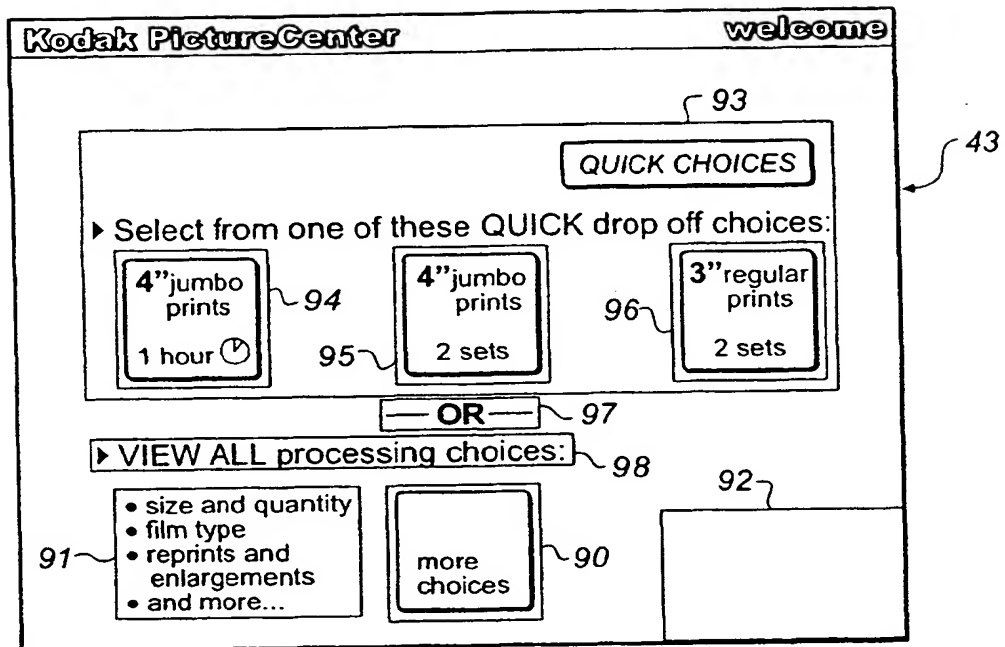 Kodak PictureCenter welcome
93
43
QUICK CHOICES
Select from one of these QUICK drop off choices:
4” jumbo prints
1 hour
94
4” jumbo prints
2 sets
95
3” regular prints
2 sets
96
— OR —
97
VIEW ALL processing choices:
98
92
• size and quantity
• film type
• reprints and
enlargements
• and more...
91
more
choices
90